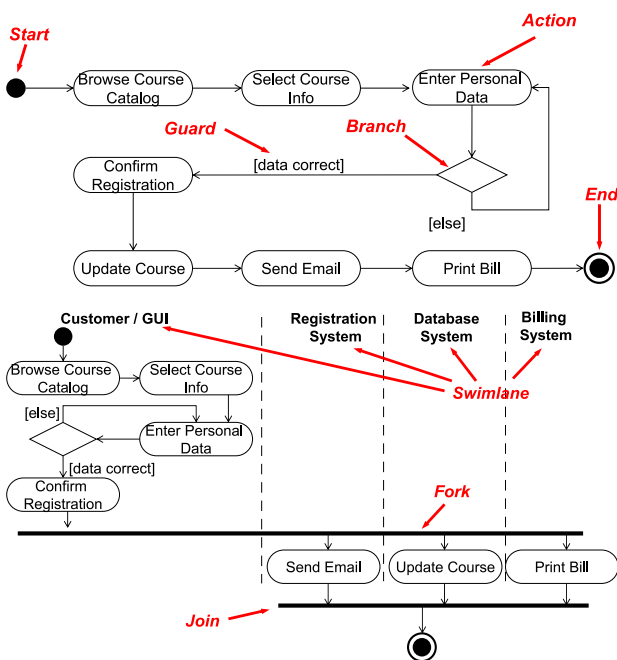 Start
Action
Browse Course
Catalog
Select Course
Info
Enter Personal
Data
Guard
Branch
Confirm
Registration
[data correct]
[else]
End
Update Course
Send Email
Print Bill
Customer / GUI
Registration
System
Database
System
Billing
System
Browse Course
Catalog
Select Course
Info
Swimlane
[else]
Enter Personal
Data
[data correct]
Confirm
Registration
Fork
Send Email
Update Course
Print Bill
Join